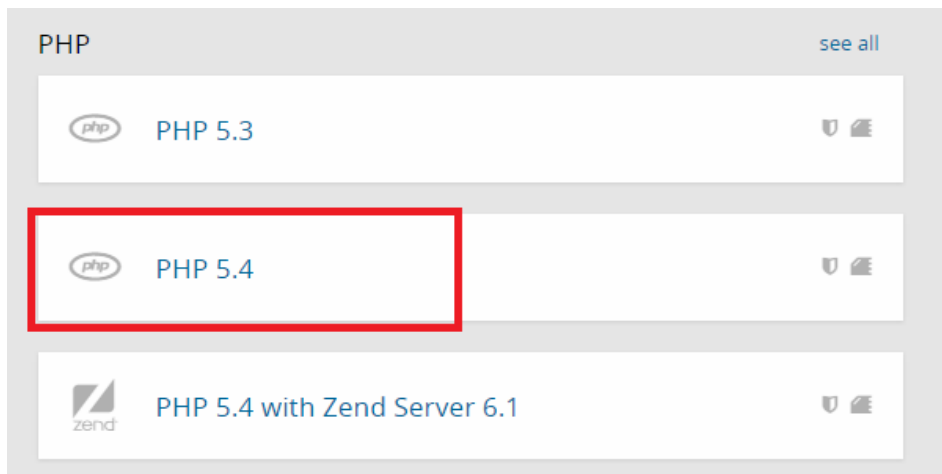 PHP
see all
php
PHP 5.3
php
PHP 5.4
zend
PHP 5.4 with Zend Server 6.1